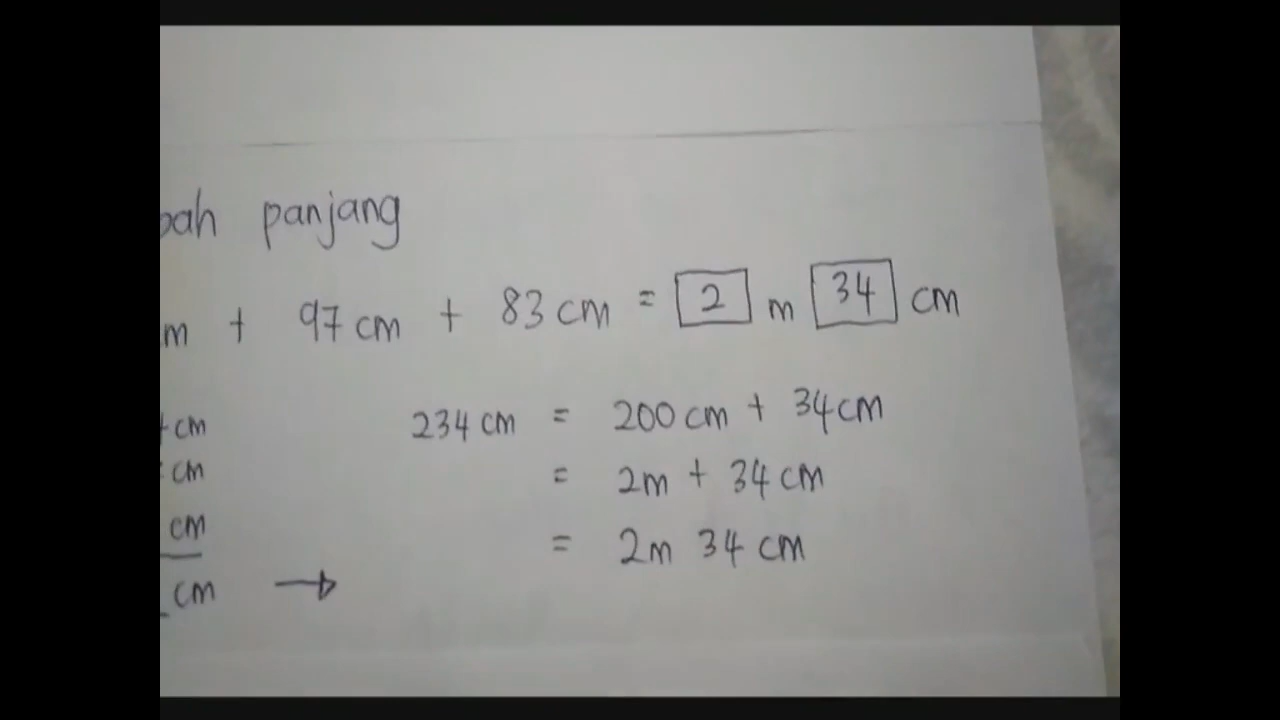 panjang
m + 97 cm + 83 cm = 2 m 34 cm
cm 234 cm = 200 cm + 34 cm
cm = 2m + 34 cm
cm = 2m 34 cm
cm →